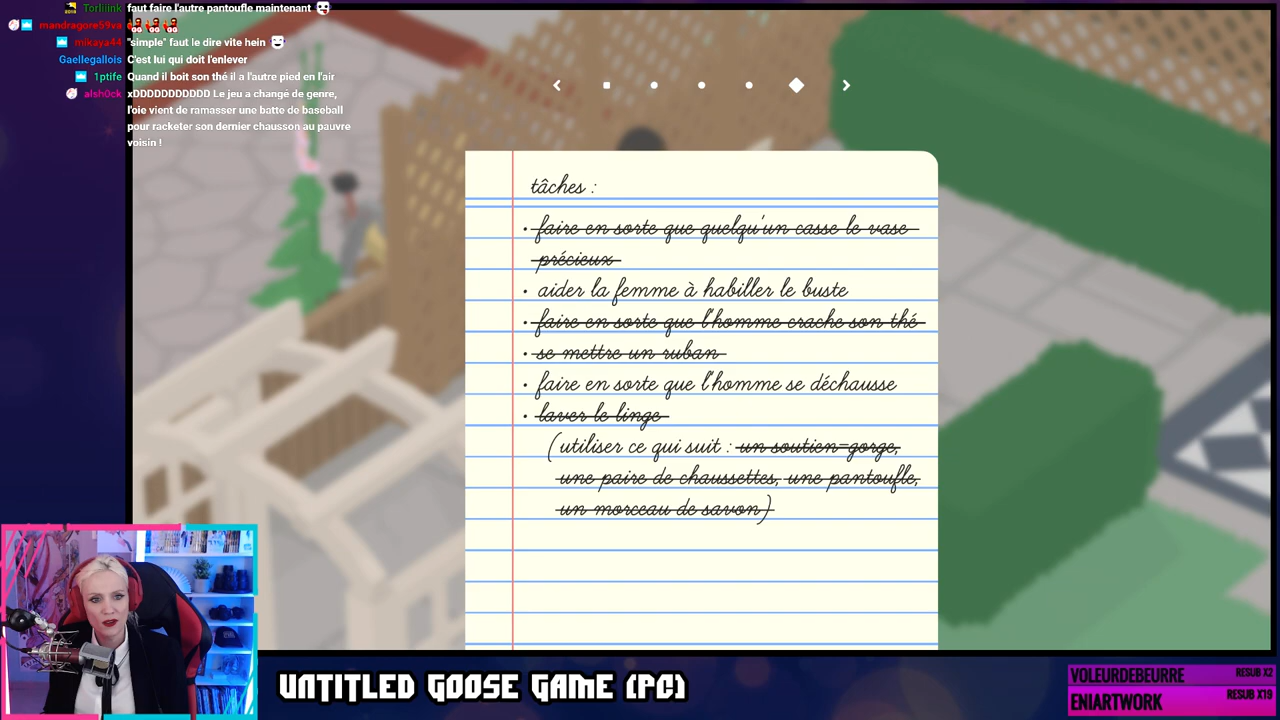 Torliiink faut faire l'autre pantoufle maintenant
mandragore59va
mikaya44 "simple" faut le dire vite hein
Gaellegallois C'est lui qui doit l'enlever
1ptife Quand il boit son thé il a l'autre pied en l'air
alsh0ck xDDDDDDDDDDD Le jeu a changé de genre,
l'oie vient de ramasser une batte de baseball
pour racketer son dernier chausson au pauvre
voisin !
tâches :
• faire en sorte que quelqu'un casse le vase
précieux
• aider la femme à habiller le buste
• faire en sorte que l'homme crache son thé
• se mettre un ruban
• faire en sorte que l'homme se déchausse
• laver le linge
(utiliser ce qui suit : un soutien-gorge,
une paire de chaussettes, une pantoufle,
un morceau de savon)
UNTITLED GOOSE GAME (PC)
VOLEURDEBEURRE RESUB X2
ENIARTWORK RESUB X19